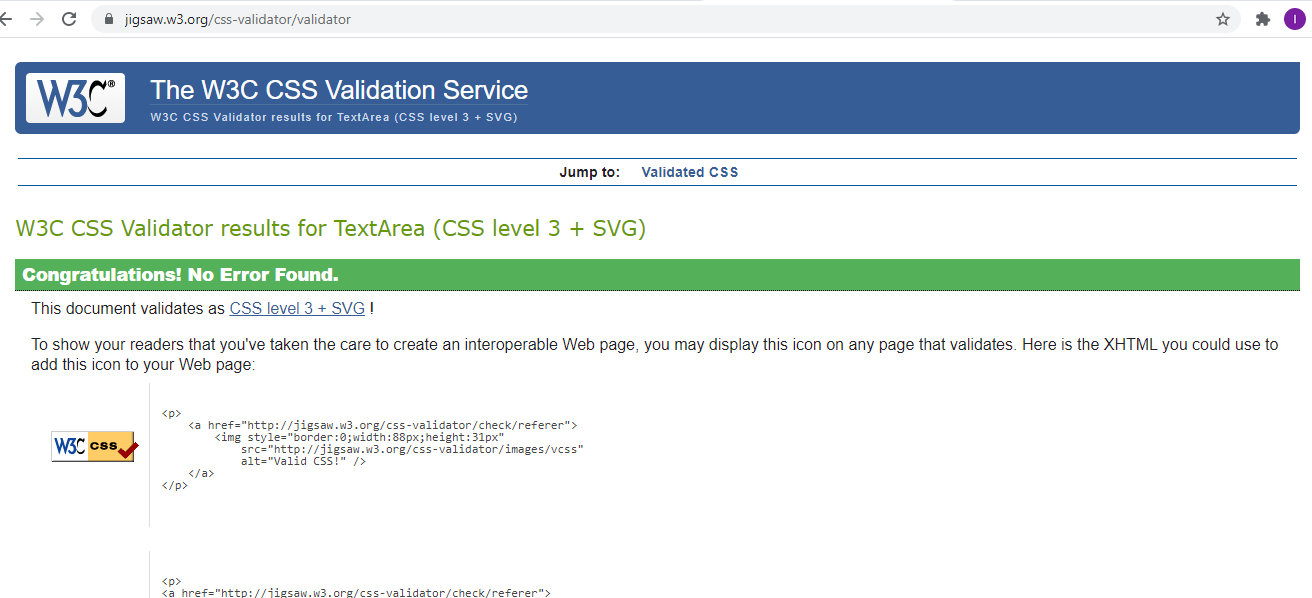 jigsaw.w3.org/css-validator/validator
I
W3C® The W3C CSS Validation Service
W3C CSS Validator results for TextArea (CSS level 3 + SVG)
Jump to: Validated CSS
W3C CSS Validator results for TextArea (CSS level 3 + SVG)
Congratulations! No Error Found.
This document validates as CSS level 3 + SVG !
To show your readers that you've taken the care to create an interoperable Web page, you may display this icon on any page that validates. Here is the XHTML you could use to
add this icon to your Web page:
W3C css
<p>
    <a href="http://jigsaw.w3.org/css-validator/check/referer">
        <img style="border:0;width:88px;height:31px"
            src="http://jigsaw.w3.org/css-validator/images/vcss"
            alt="Valid CSS!" />
    </a>
</p>
<p>
<a href="http://jigsaw.w3.org/css-validator/check/referer">